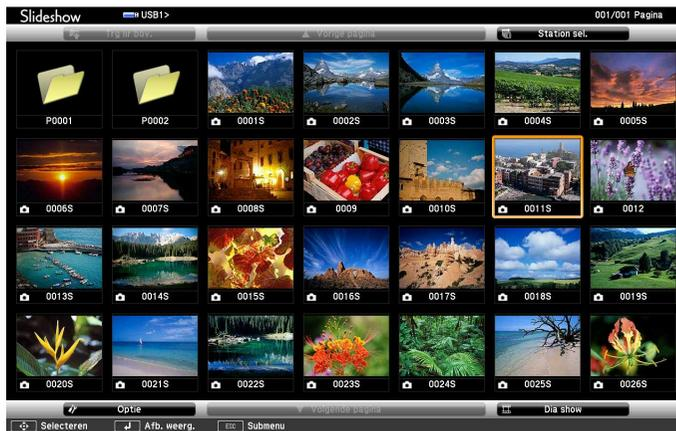 Slideshow USB1> 001/001 Pagina
Trg nr bov. Vorige pagina Station sel.
P0001 P0002 0001S 0002S 0003S 0004S 0005S
0006S 0007S 0008S 0009 0010S 0011S 0012
0013S 0014S 0015S 0016S 0017S 0018S 0019S
0020S 0021S 0022S 0023S 0024S 0025S 0026S
Optie Volgende pagina Dia show
Selecteren Afb. weerg. ESC Submenu